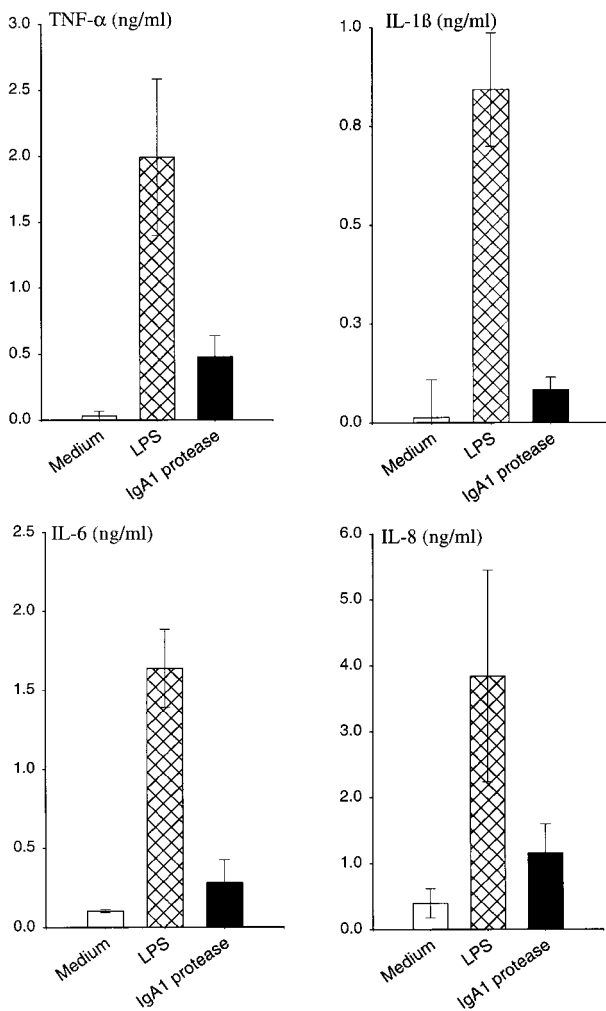 TNF-α (ng/ml)
3.0
2.5
2.0
1.5
1.0
0.5
0.0
Medium
LPS
IgA1 protease
IL-1ß (ng/ml)
1.0
0.8
0.5
0.3
0.0
Medium
LPS
IgA1 protease
IL-6 (ng/ml)
2.5
2.0
1.5
1.0
0.5
0.0
Medium
LPS
IgA1 protease
IL-8 (ng/ml)
6.0
5.0
4.0
3.0
2.0
1.0
0.0
Medium
LPS
IgA1 protease